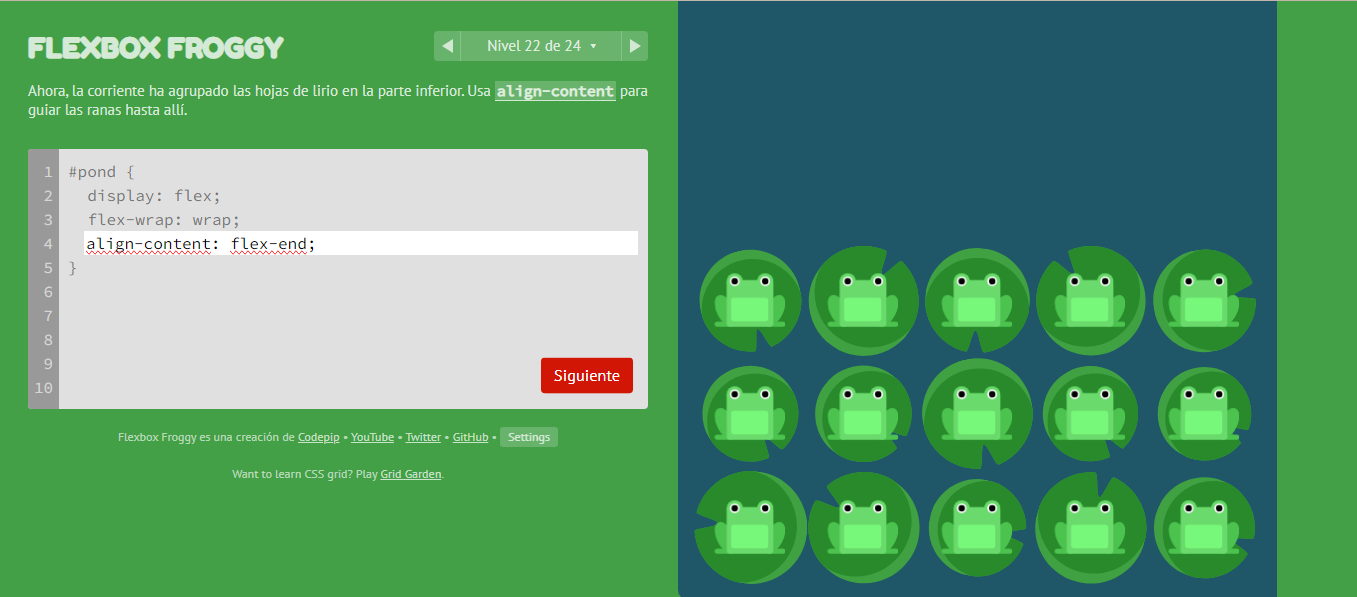 FLEXBOX FROGGY
◀ Nivel 22 de 24 ▾ ▶
Ahora, la corriente ha agrupado las hojas de lirio en la parte inferior. Usa align-content para
guiar las ranas hasta allí.
1 #pond {
2 display: flex;
3 flex-wrap: wrap;
4 align-content: flex-end;
5 }
6
7
8
9
10
Siguiente
Flexbox Froggy es una creación de Codepip • YouTube • Twitter • GitHub • Settings
Want to learn CSS grid? Play Grid Garden.